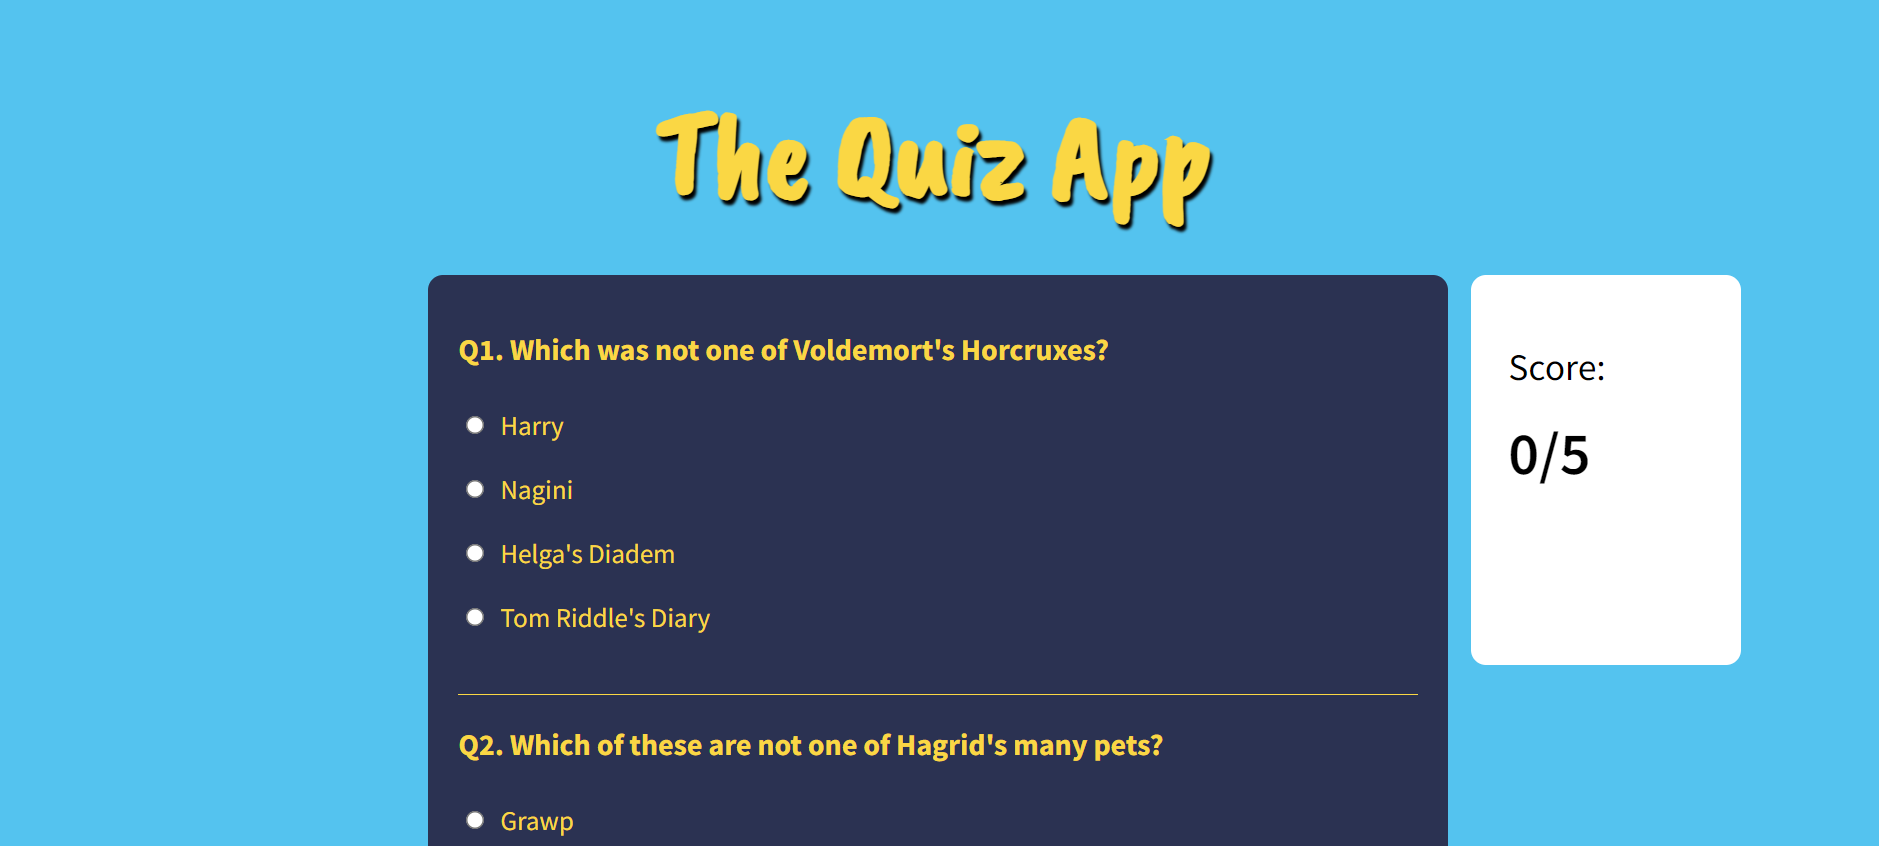 The Quiz App
Q1. Which was not one of Voldemort's Horcruxes?
Harry
Nagini
Helga's Diadem
Tom Riddle's Diary
Q2. Which of these are not one of Hagrid's many pets?
Grawp
Score:
0/5